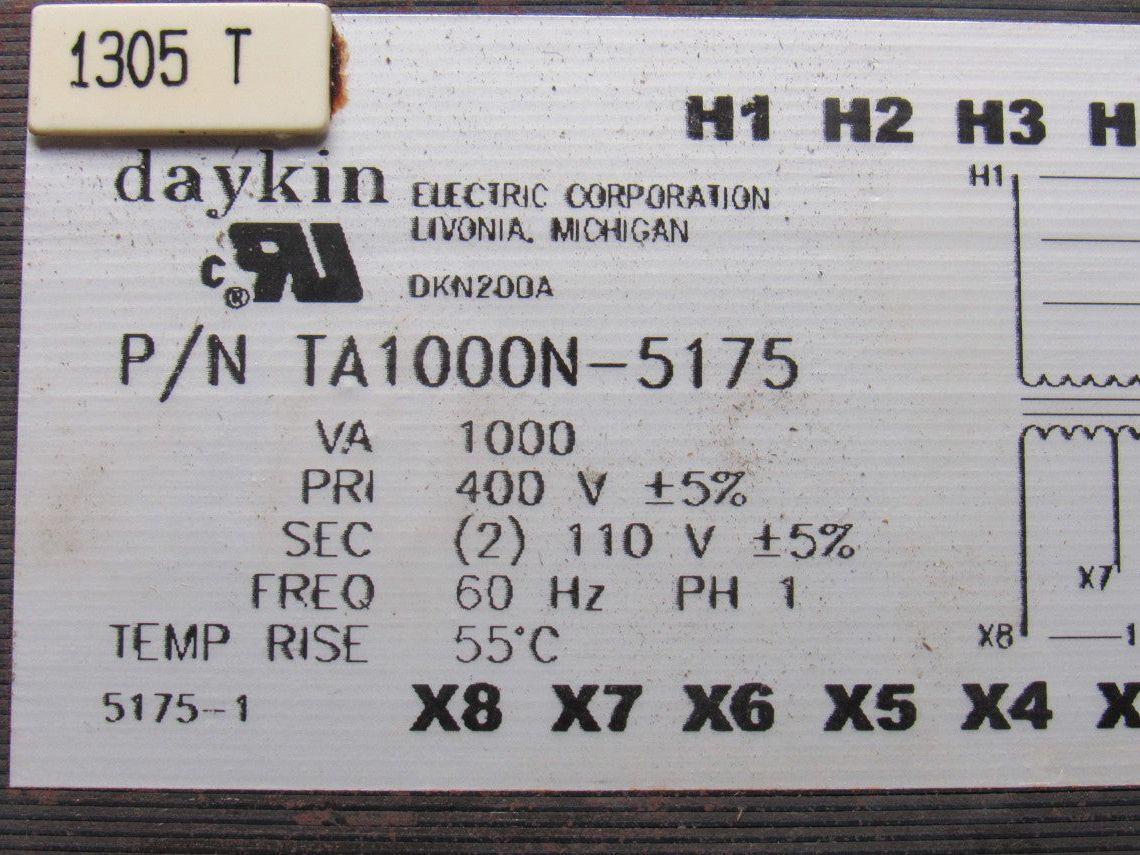 1305 T
H1 H2 H3 H
H1
daykin ELECTRIC CORPORATION
LIVONIA, MICHIGAN
c RU ®
DKN200A
P/N TA1000N-5175
VA 1000
PRI 400 V ±5%
SEC (2) 110 V ±5%
FREQ 60 Hz PH 1
X7
TEMP RISE 55°C
X8 1
5175-1
X8 X7 X6 X5 X4 X